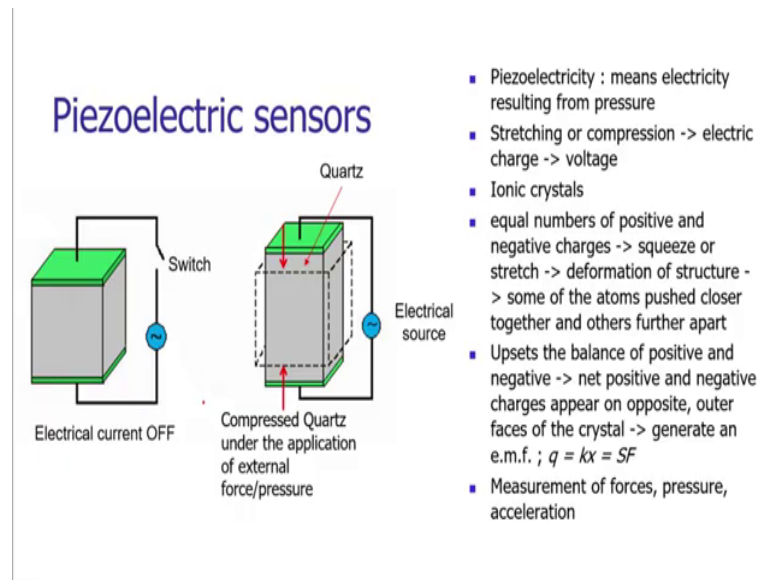 Piezoelectric sensors
Quartz
Switch
Electrical
source
Electrical current OFF
Compressed Quartz
under the application
of external
force/pressure
Piezoelectricity : means electricity
resulting from pressure
Stretching or compression -> electric
charge -> voltage
Ionic crystals
equal numbers of positive and
negative charges -> squeeze or
stretch -> deformation of structure -
> some of the atoms pushed closer
together and others further apart
Upsets the balance of positive and
negative -> net positive and negative
charges appear on opposite, outer
faces of the crystal -> generate an
e.m.f. ; q = kx = SF
Measurement of forces, pressure,
acceleration